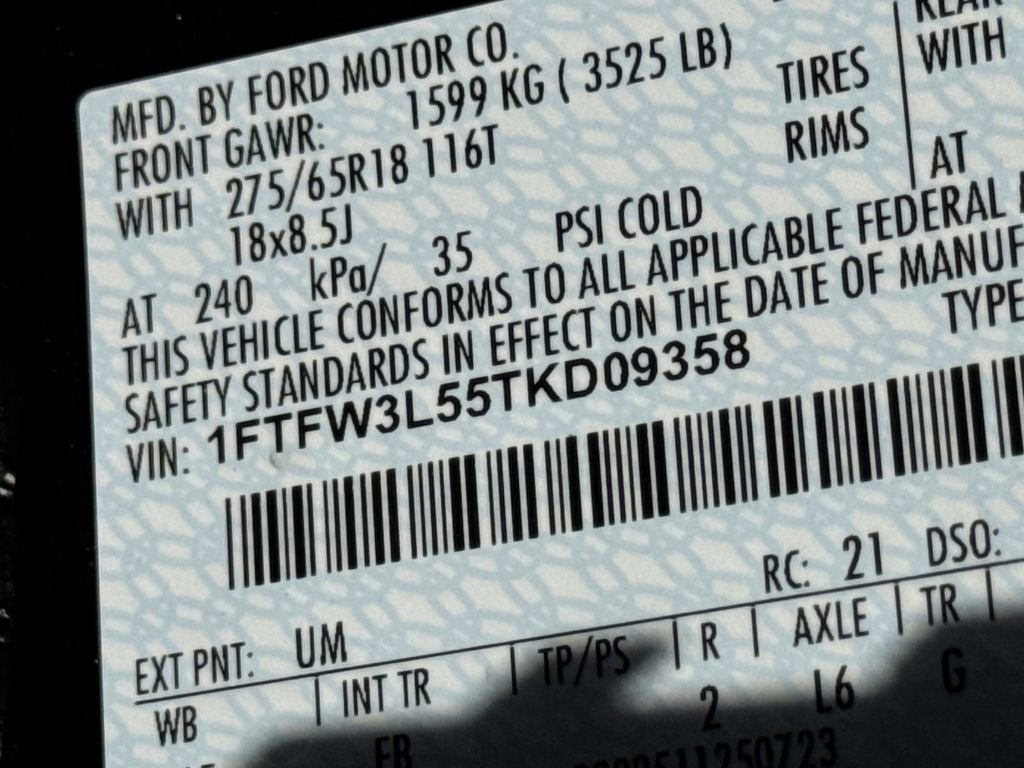 MFD. BY FORD MOTOR CO.
FRONT GAWR: 1599 KG ( 3525 LB)
WITH 275/65R18 116T TIRES
18x8.5J RIMS
AT 240 kPa/ 35 PSI COLD
WITH
AT
THIS VEHICLE CONFORMS TO ALL APPLICABLE FEDERAL
SAFETY STANDARDS IN EFFECT ON THE DATE OF MANUF
VIN: 1FTFW3L55TKD09358
TYPE
RC: 21 DSO:
EXT PNT: UM
WB | INT TR | TP/PS | R | AXLE | TR |
2 L6 G